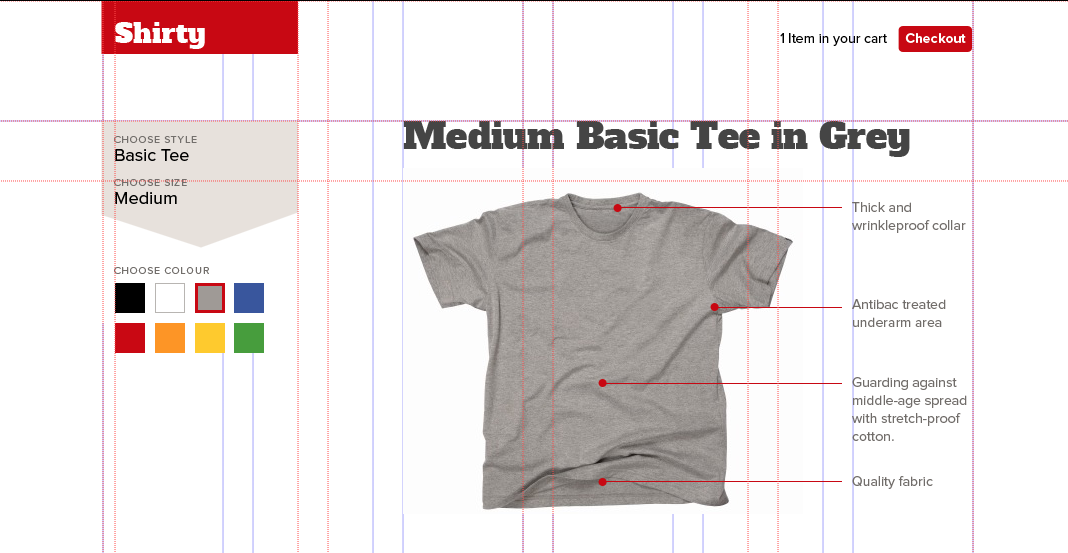 Shirty
1 Item in your cart
Checkout
CHOOSE STYLE
Basic Tee
CHOOSE SIZE
Medium
CHOOSE COLOUR
Medium Basic Tee in Grey
Thick and
wrinkleproof collar
Antibac treated
underarm area
Guarding against
middle-age spread
with stretch-proof
cotton.
Quality fabric